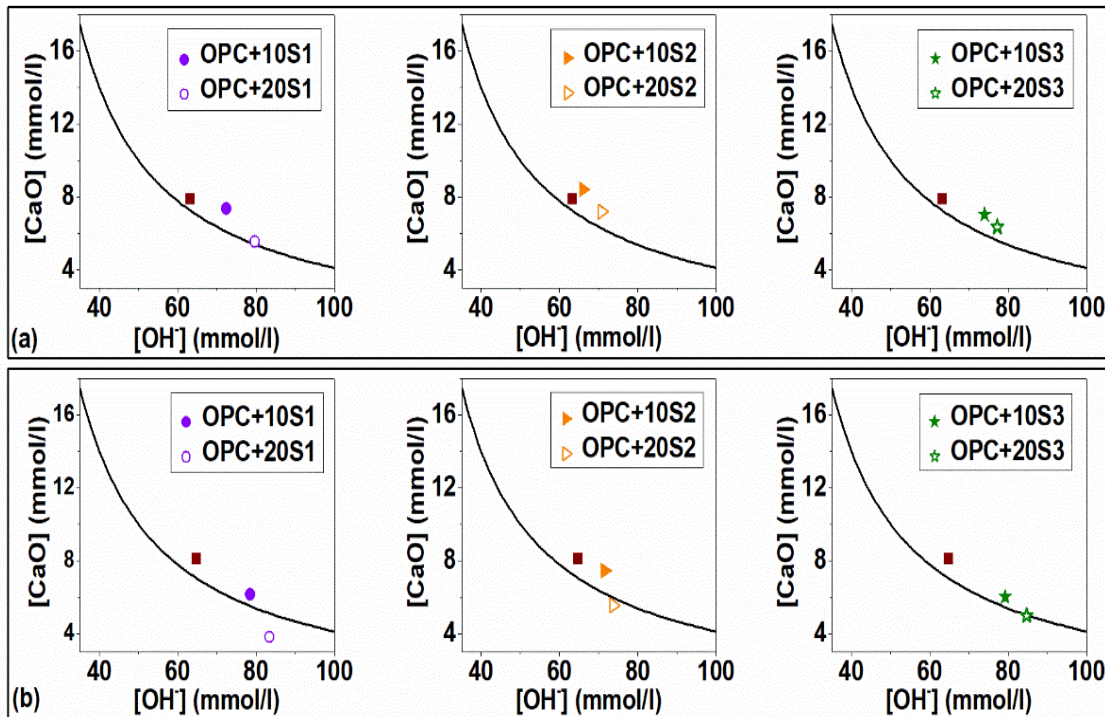 16
12
8
4
[CaO] (mmol/l)
OPC+10S1
OPC+20S1
40 60 80 100
[OH-] (mmol/l)
16
12
8
4
[CaO] (mmol/l)
OPC+10S2
OPC+20S2
40 60 80 100
[OH-] (mmol/l)
16
12
8
4
[CaO] (mmol/l)
OPC+10S3
OPC+20S3
40 60 80 100
[OH-] (mmol/l)
(a)
16
12
8
4
[CaO] (mmol/l)
OPC+10S1
OPC+20S1
40 60 80 100
[OH-] (mmol/l)
16
12
8
4
[CaO] (mmol/l)
OPC+10S2
OPC+20S2
40 60 80 100
[OH-] (mmol/l)
16
12
8
4
[CaO] (mmol/l)
OPC+10S3
OPC+20S3
40 60 80 100
[OH-] (mmol/l)
(b)